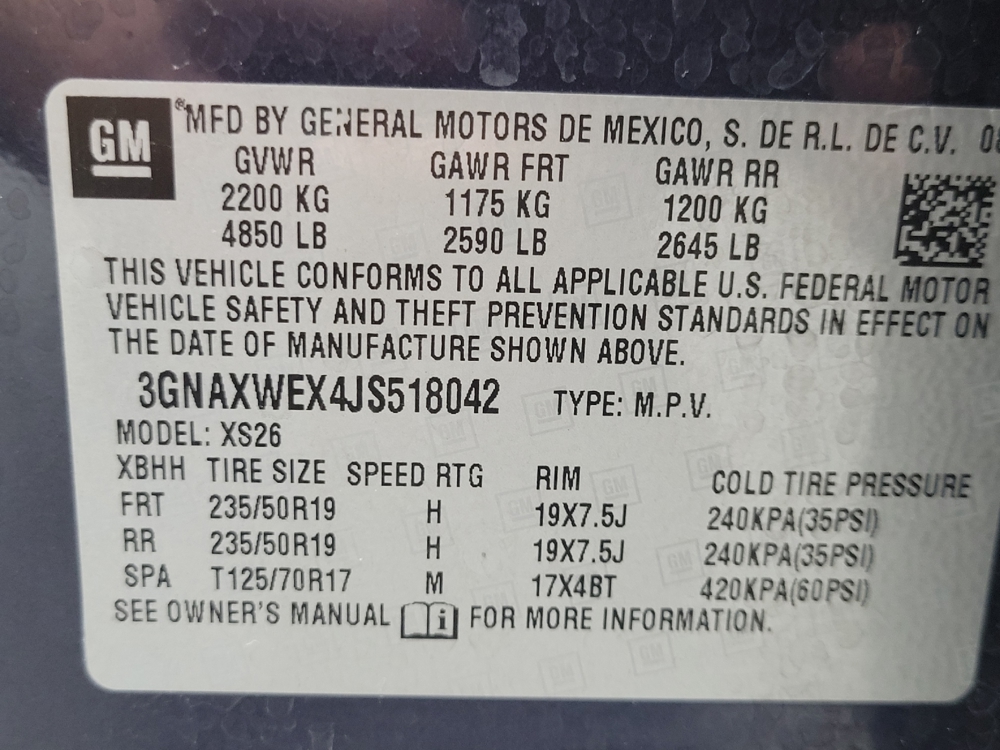 GM
®MFD BY GENERAL MOTORS DE MEXICO, S. DE R.L. DE C.V.
GVWR GAWR FRT GAWR RR
2200 KG 1175 KG 1200 KG
4850 LB 2590 LB 2645 LB
THIS VEHICLE CONFORMS TO ALL APPLICABLE U.S. FEDERAL MOTOR
VEHICLE SAFETY AND THEFT PREVENTION STANDARDS IN EFFECT ON
THE DATE OF MANUFACTURE SHOWN ABOVE.
3GNAXWEX4JS518042 TYPE: M.P.V.
MODEL: XS26
XBHH TIRE SIZE SPEED RTG RIM COLD TIRE PRESSURE
FRT 235/50R19 H 19X7.5J 240KPA(35PSI)
RR 235/50R19 H 19X7.5J 240KPA(35PSI)
SPA T125/70R17 M 17X4BT 420KPA(60PSI)
SEE OWNER'S MANUAL i FOR MORE INFORMATION.